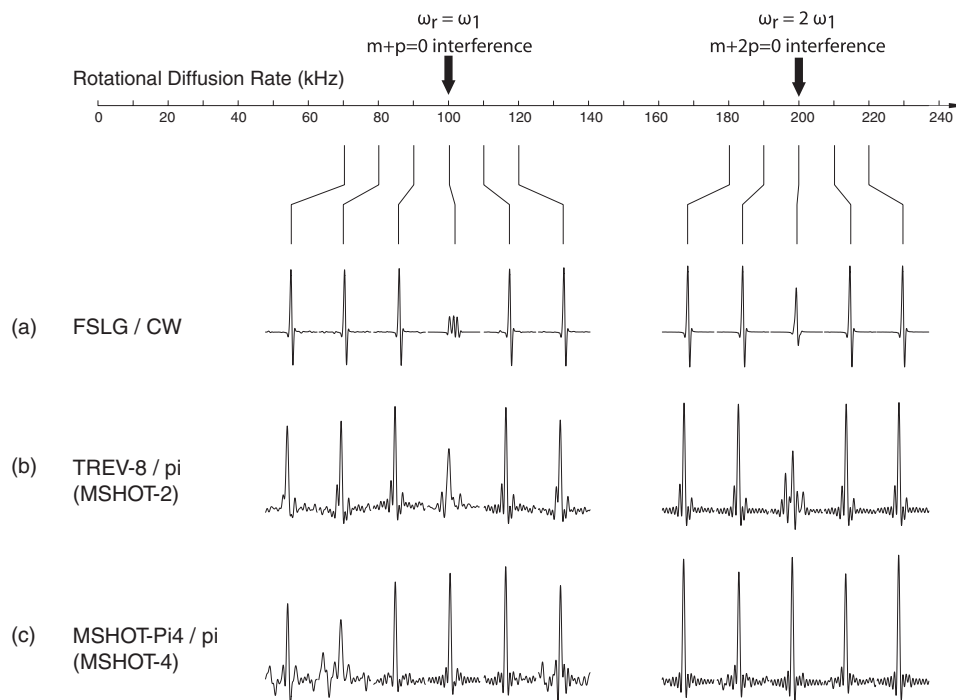 ωr = ω1
m+p=0 interference
ωr = 2 ω1
m+2p=0 interference
Rotational Diffusion Rate (kHz)
0 20 40 60 80 100 120 140 160 180 200 220 240
(a) FSLG / CW
(b) TREV-8 / pi
(MSHOT-2)
(c) MSHOT-Pi4 / pi
(MSHOT-4)